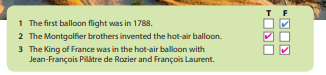 T F
1 The first balloon flight was in 1788.
2 The Montgolfier brothers invented the hot-air balloon.
3 The King of France was in the hot-air balloon with
Jean-François Pilâtre de Rozier and François Laurent.